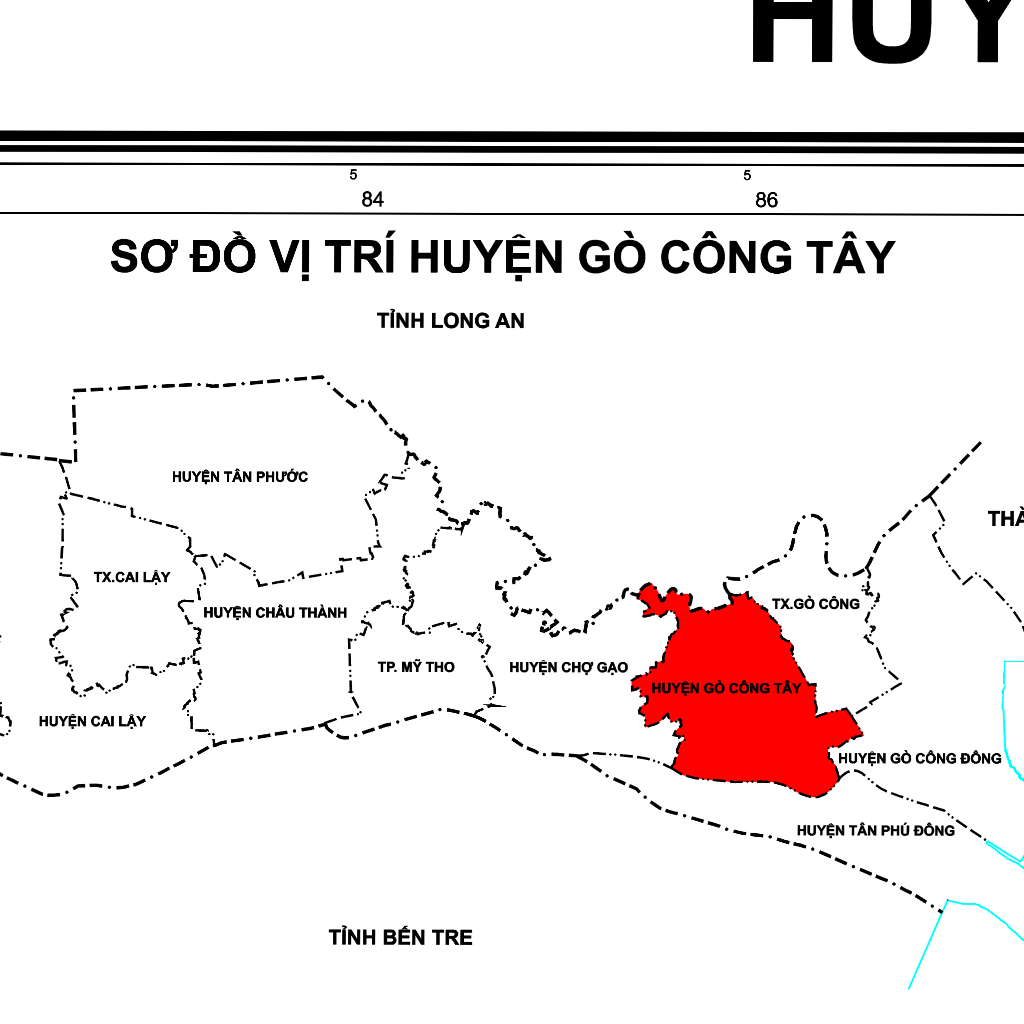 5 5
84 86
SƠ ĐỒ VỊ TRÍ HUYỆN GÒ CÔNG TÂY
TỈNH LONG AN
HUYỆN TÂN PHƯỚC
TX.CAI LẬY
HUYỆN CHÂU THÀNH
TX.GÒ CÔNG
TP. MỸ THO
HUYỆN CHỢ GẠO
HUYỆN GÒ CÔNG TÂY
HUYỆN CAI LẬY
HUYỆN GÒ CÔNG ĐÔNG
HUYỆN TÂN PHÚ ĐÔNG
TỈNH BẾN TRE